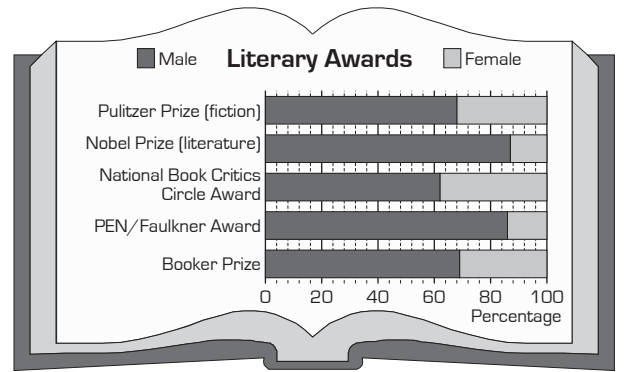 Male Literary Awards Female
Pulitzer Prize (fiction)
Nobel Prize (literature)
National Book Critics
Circle Award
PEN/Faulkner Award
Booker Prize
0 20 40 60 80 100
Percentage